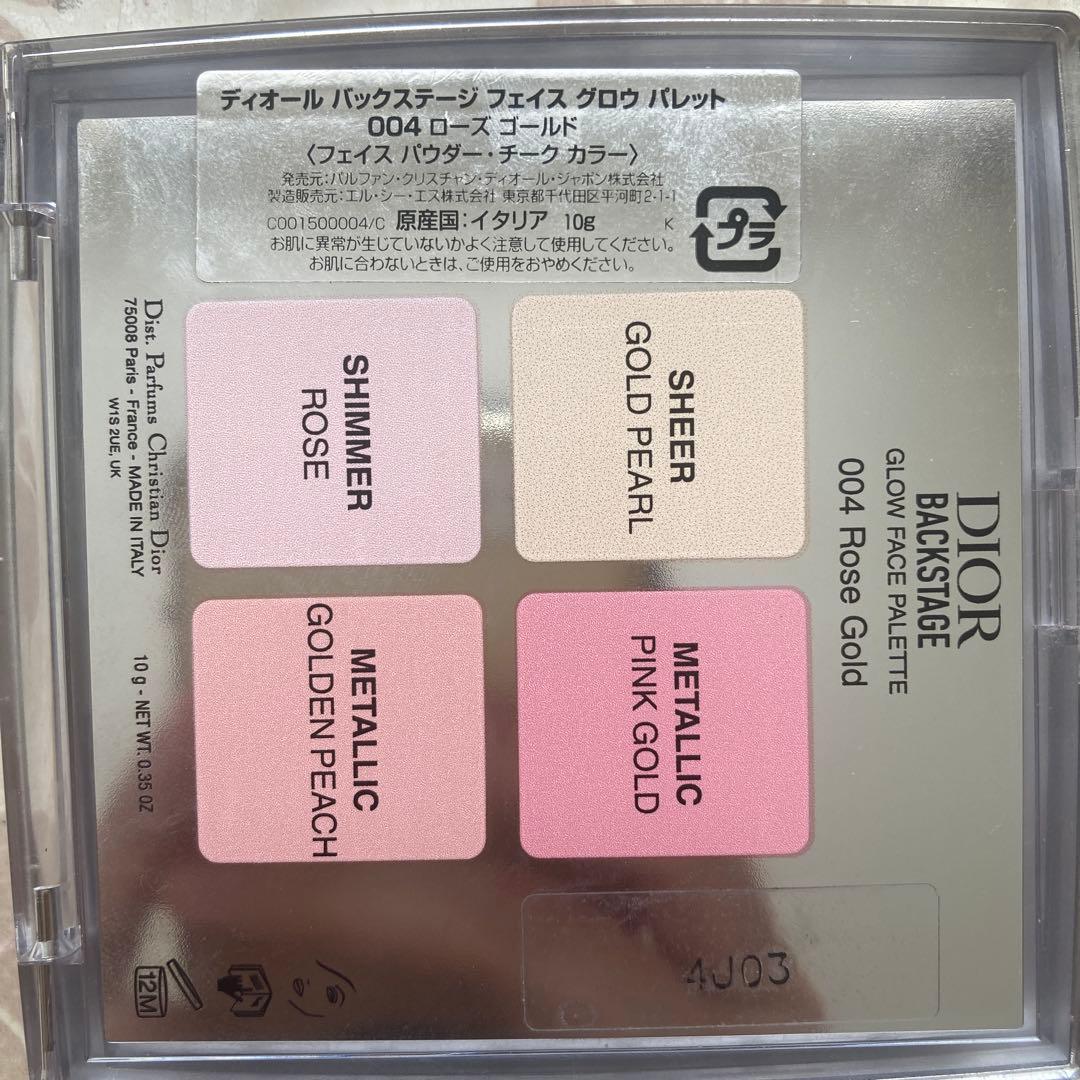 ディオール バックステージ フェイス グロウ パレット
004 ローズ ゴールド
〈フェイス パウダー・チーク カラー〉
発売元:パルファン・クリスチャン・ディオール・ジャポン株式会社
製造販売元:エル・シー・エス株式会社 東京都千代田区平河町2-1-1
C001500004/C 原産国:イタリア 10g K
お肌に異常が生じていないかよく注意して使用してください。
お肌に合わないときは、ご使用をおやめください。
プラ
DIOR
BACKSTAGE
GLOW FACE PALETTE
004 Rose Gold
SHEER
GOLD PEARL
METALLIC
PINK GOLD
SHIMMER
ROSE
METALLIC
GOLDEN PEACH
Dist. Parfums Christian Dior
75008 Paris - France - MADE IN ITALY
W1S 2UE, UK
10 g - NET WT. 0.35 OZ
12M
4J03